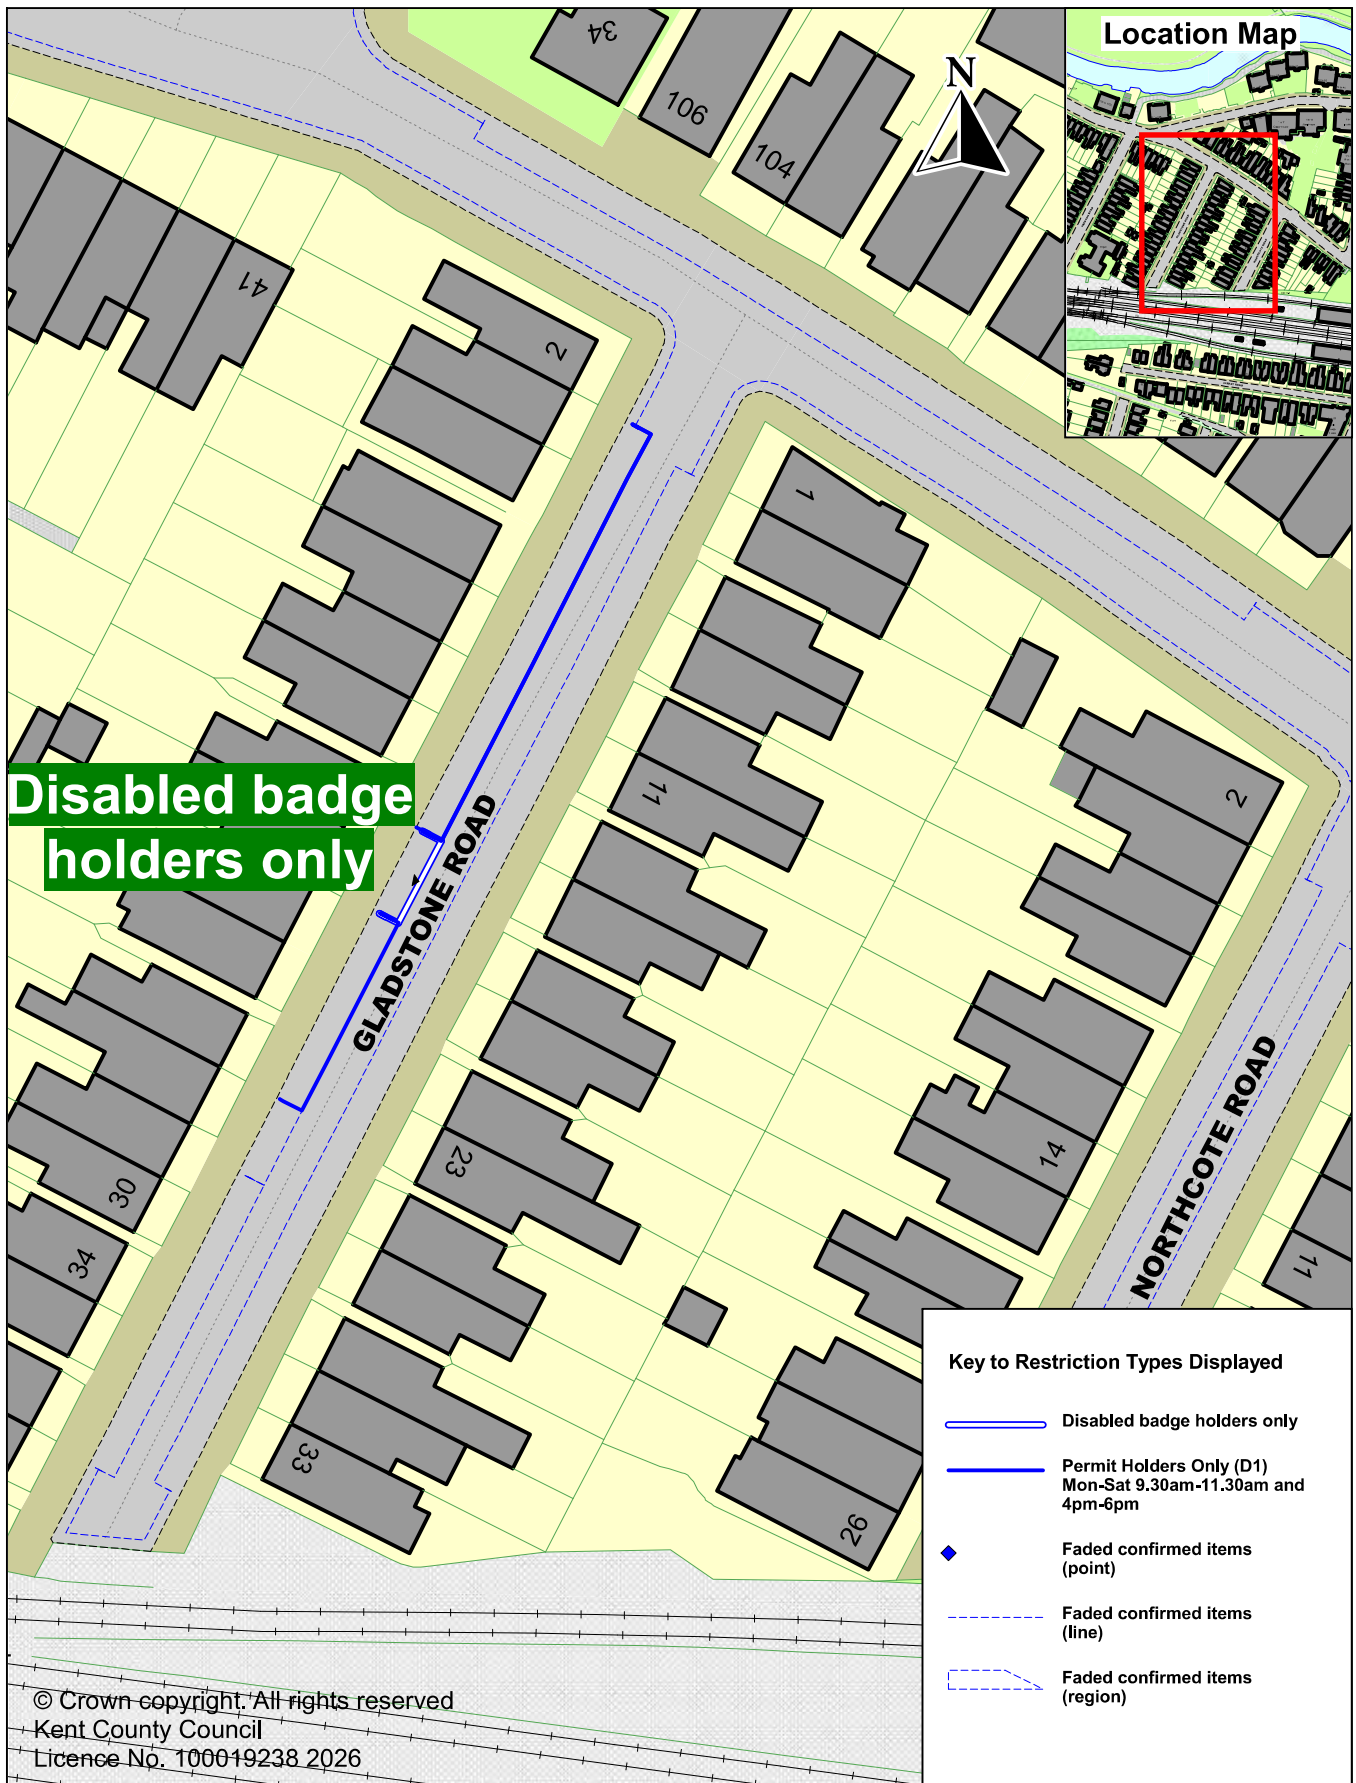 Location Map
N
34
106
104
41
2
1
11
2
Disabled badge
holders only
GLADSTONE ROAD
NORTHCOTE ROAD
14
23
30
34
11
33
26
Key to Restriction Types Displayed
Disabled badge holders only
Permit Holders Only (D1)
Mon-Sat 9.30am-11.30am and
4pm-6pm
Faded confirmed items
(point)
Faded confirmed items
(line)
Faded confirmed items
(region)
© Crown copyright. All rights reserved
Kent County Council
Licence No. 100019238 2026